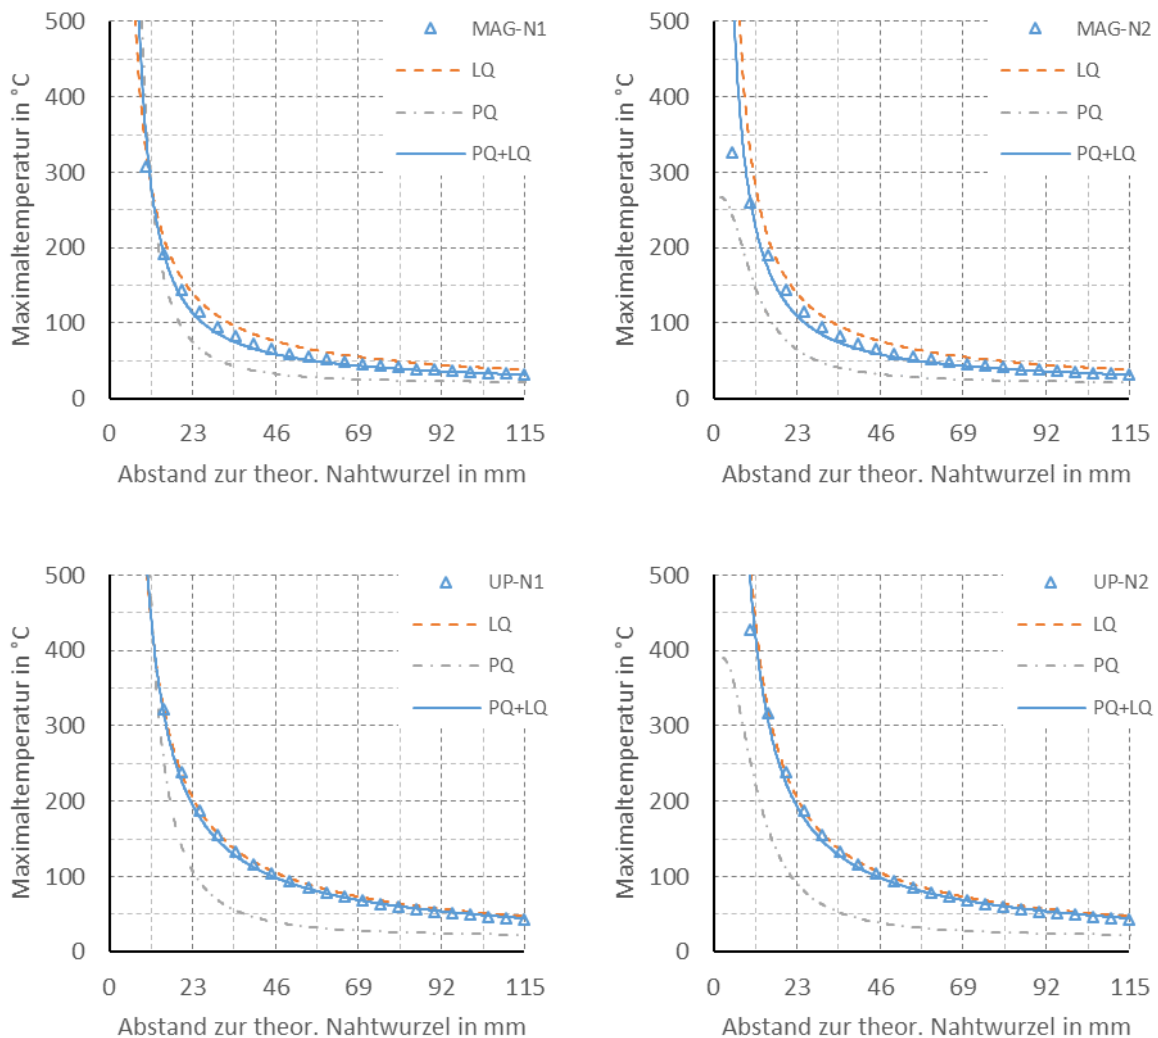 Maximaltemperatur in °C
500
400
300
200
100
0
MAG-N1
LQ
PQ
PQ+LQ
0 23 46 69 92 115
Abstand zur theor. Nahtwurzel in mm
Maximaltemperatur in °C
500
400
300
200
100
0
MAG-N2
LQ
PQ
PQ+LQ
0 23 46 69 92 115
Abstand zur theor. Nahtwurzel in mm
Maximaltemperatur in °C
500
400
300
200
100
0
UP-N1
LQ
PQ
PQ+LQ
0 23 46 69 92 115
Abstand zur theor. Nahtwurzel in mm
Maximaltemperatur in °C
500
400
300
200
100
0
UP-N2
LQ
PQ
PQ+LQ
0 23 46 69 92 115
Abstand zur theor. Nahtwurzel in mm